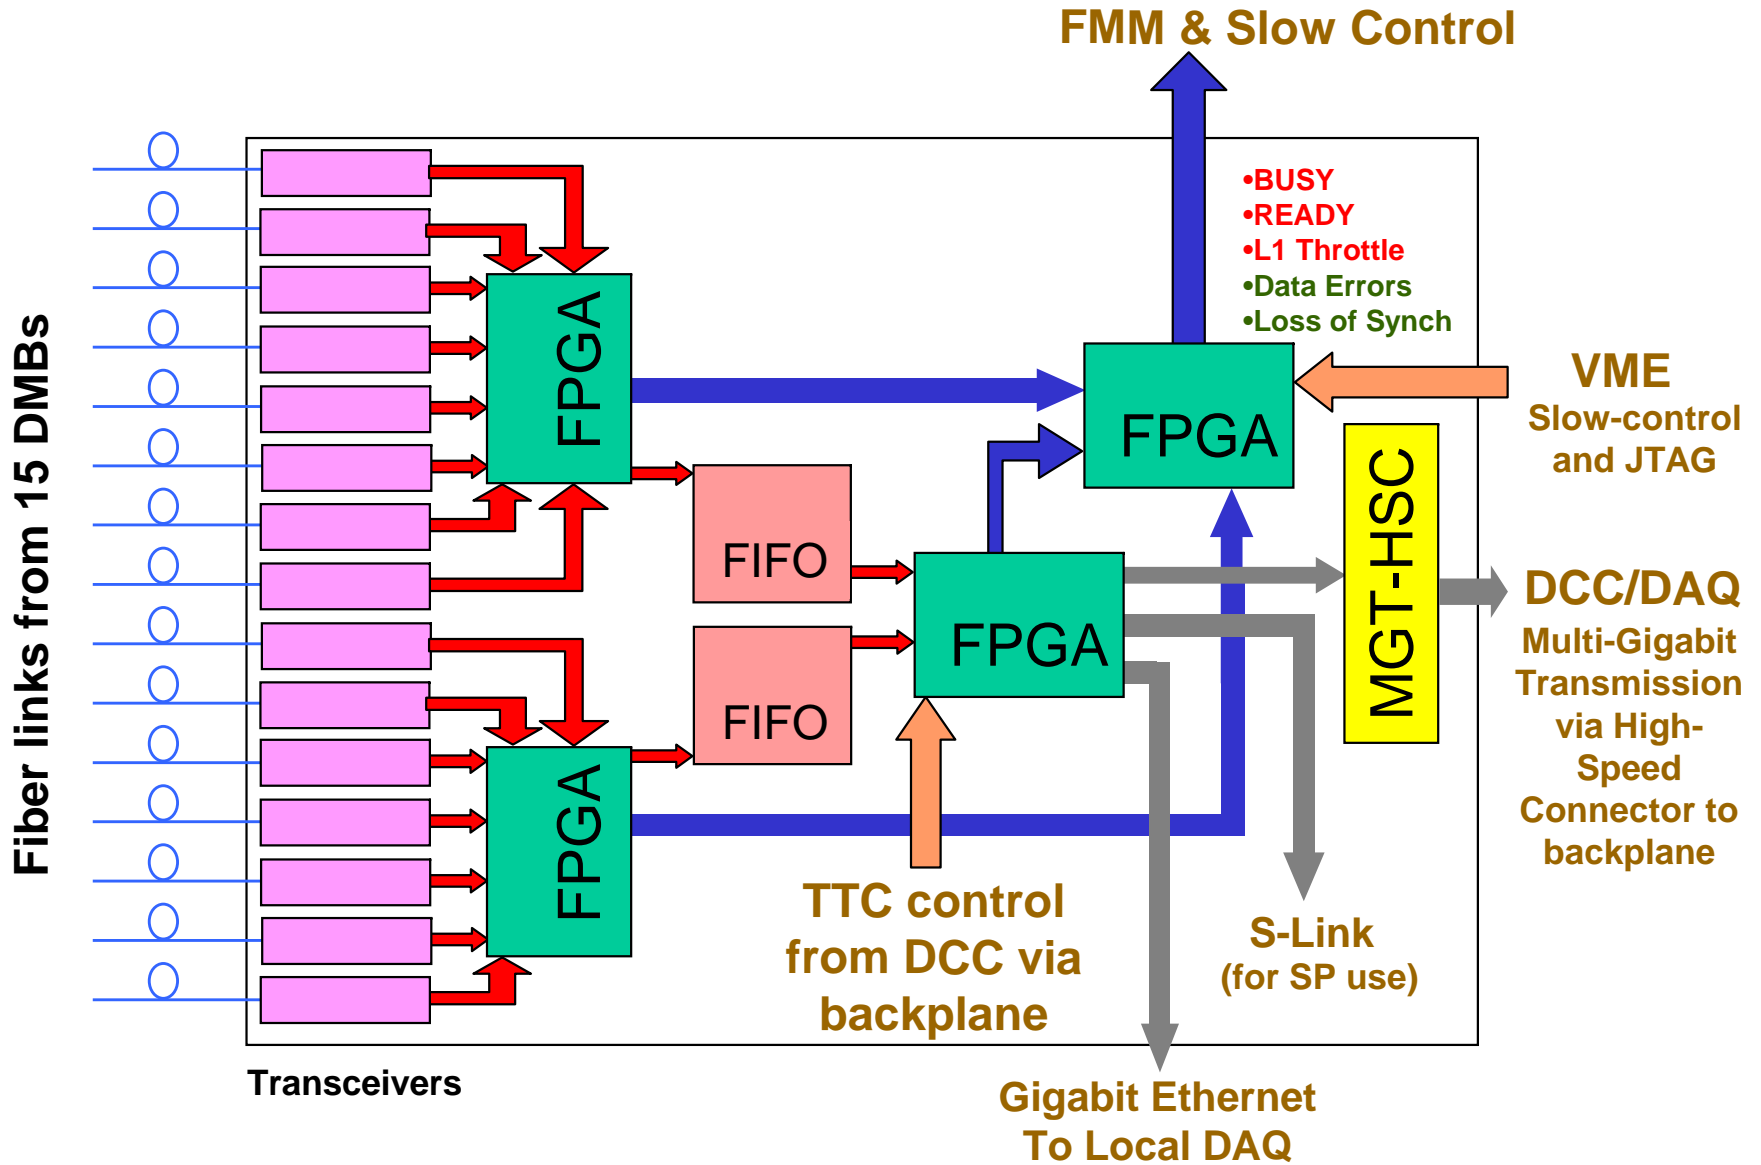 FMM & Slow Control
•BUSY
•READY
•L1 Throttle
•Data Errors
•Loss of Synch
Fiber links from 15 DMBs
FPGA
FPGA
VME
Slow-control
and JTAG
FIFO
MGT-HSC
FPGA
DCC/DAQ
Multi-Gigabit
Transmission
via High-
Speed
Connector to
backplane
FIFO
FPGA
TTC control
from DCC via
backplane
S-Link
(for SP use)
Transceivers
Gigabit Ethernet
To Local DAQ